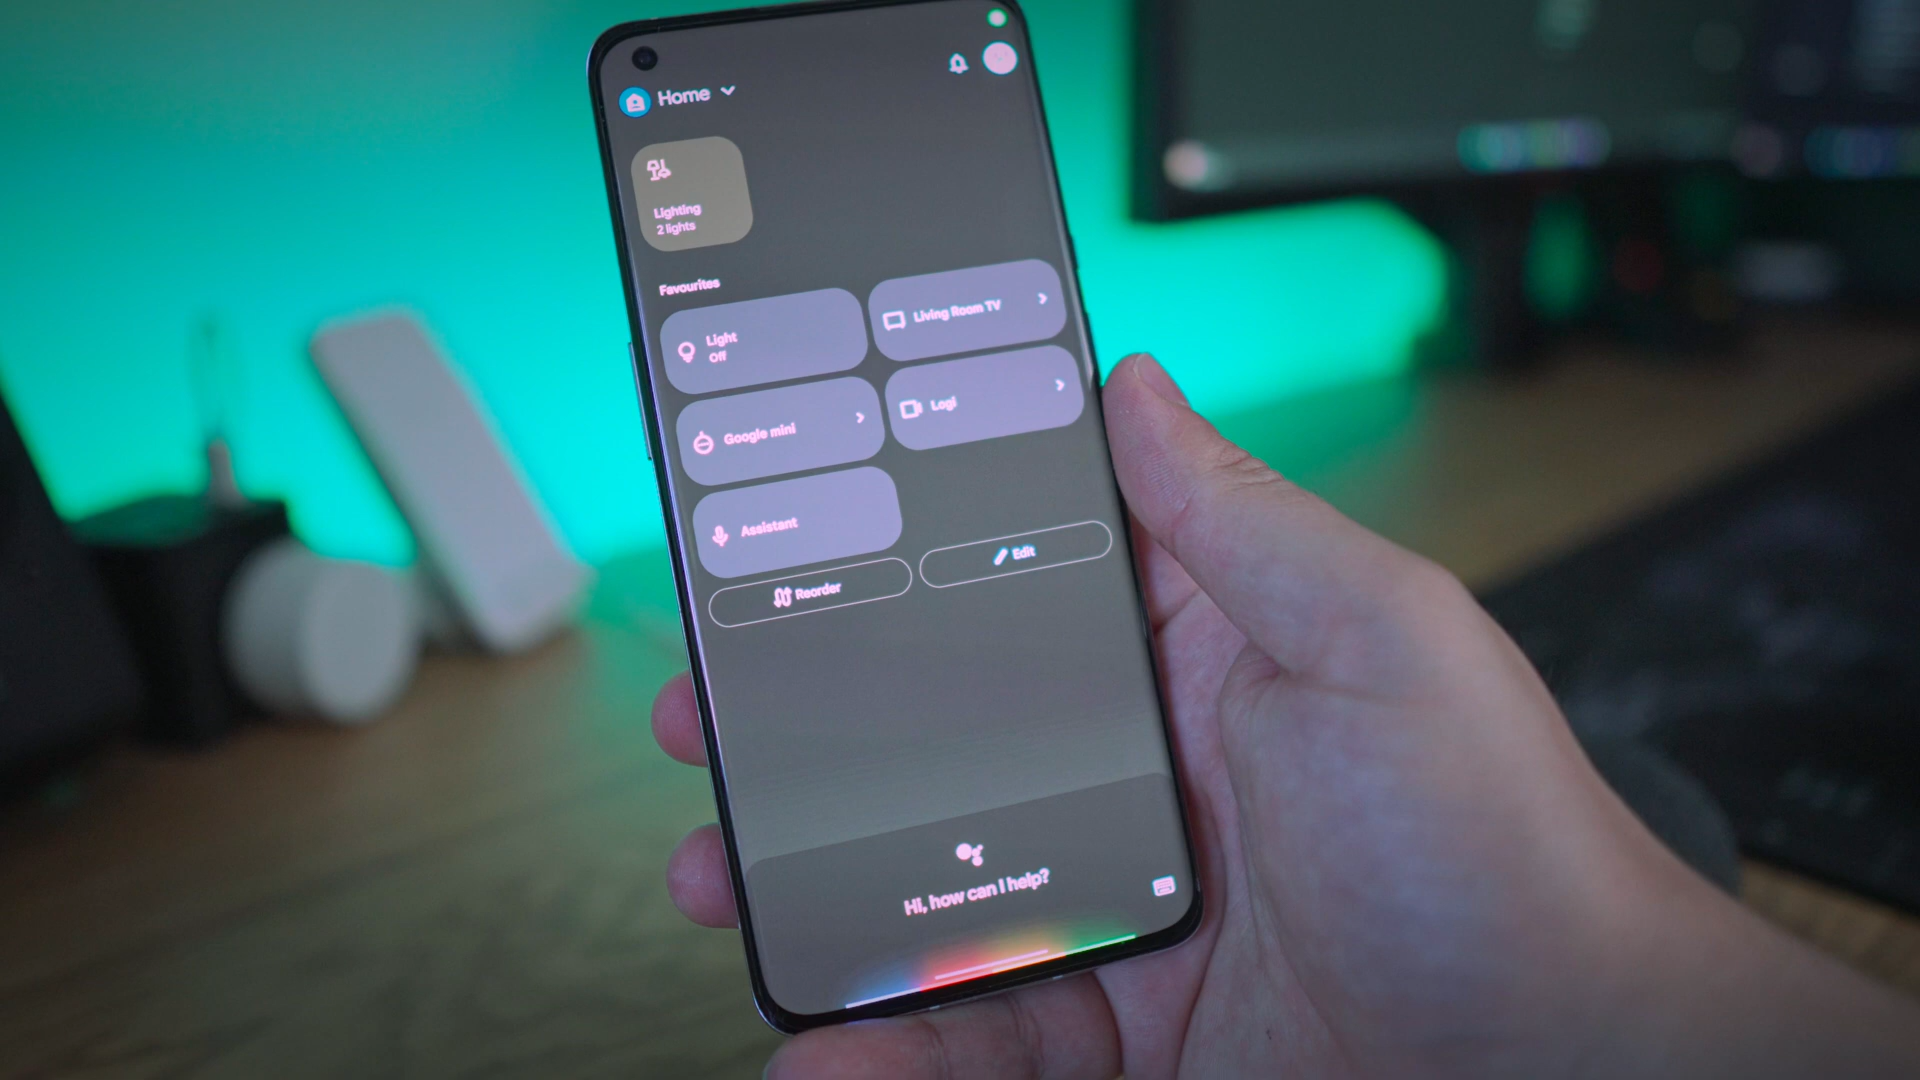 Home
Lighting
2 lights
Favourites
Light
Off
Living Room TV
Google mini
Logi
Assistant
Reorder
Edit
Hi, how can I help?